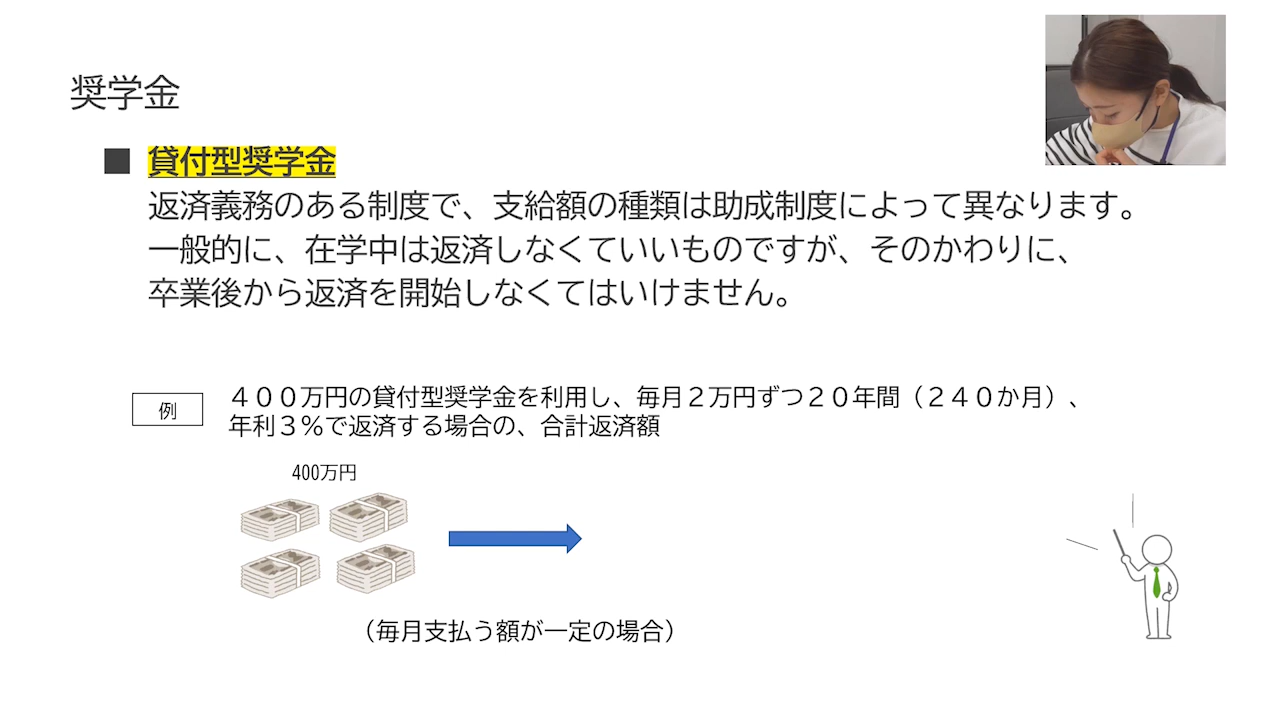 奨学金
■ 貸付型奨学金
返済義務のある制度で、支給額の種類は助成制度によって異なります。
一般的に、在学中は返済しなくていいものですが、そのかわりに、
卒業後から返済を開始しなくてはいけません。
例
４００万円の貸付型奨学金を利用し、毎月２万円ずつ２０年間（２４０か月）、
年利３％で返済する場合の、合計返済額
400万円
（毎月支払う額が一定の場合）